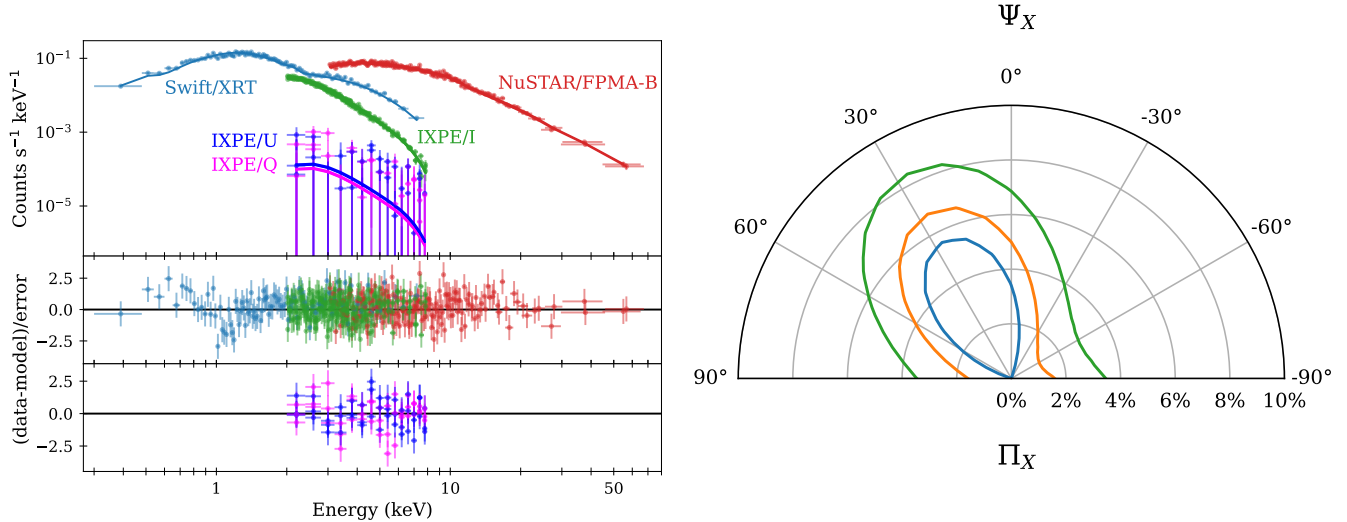 Counts s⁻¹ keV⁻¹
10⁻¹
10⁻³
10⁻⁵
Swift/XRT
NuSTAR/FPMA-B
IXPE/U
IXPE/Q
IXPE/I
(data-model)/error
2.5
0.0
−2.5
2.5
0.0
−2.5
1
10
50
Energy (keV)
Ψ_X
0°
30°
-30°
60°
-60°
90°
-90°
0%
2%
4%
6%
8%
10%
Π_X